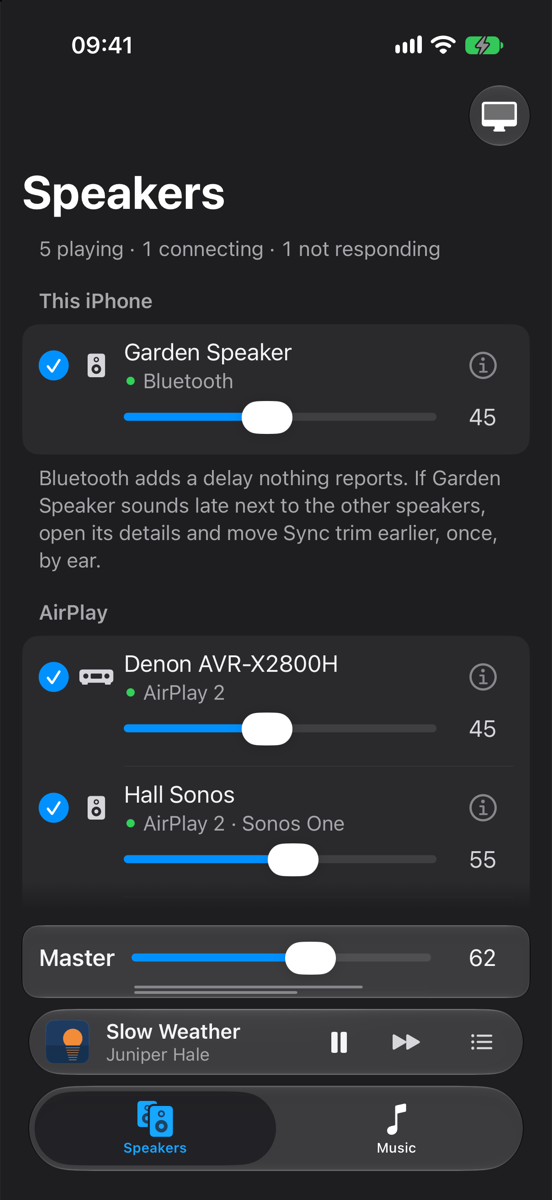 09:41
Speakers
5 playing · 1 connecting · 1 not responding
This iPhone
Garden Speaker
Bluetooth
45
Bluetooth adds a delay nothing reports. If Garden
Speaker sounds late next to the other speakers,
open its details and move Sync trim earlier, once,
by ear.
AirPlay
Denon AVR-X2800H
AirPlay 2
45
Hall Sonos
AirPlay 2 · Sonos One
55
Master
62
Slow Weather
Juniper Hale
Speakers
Music